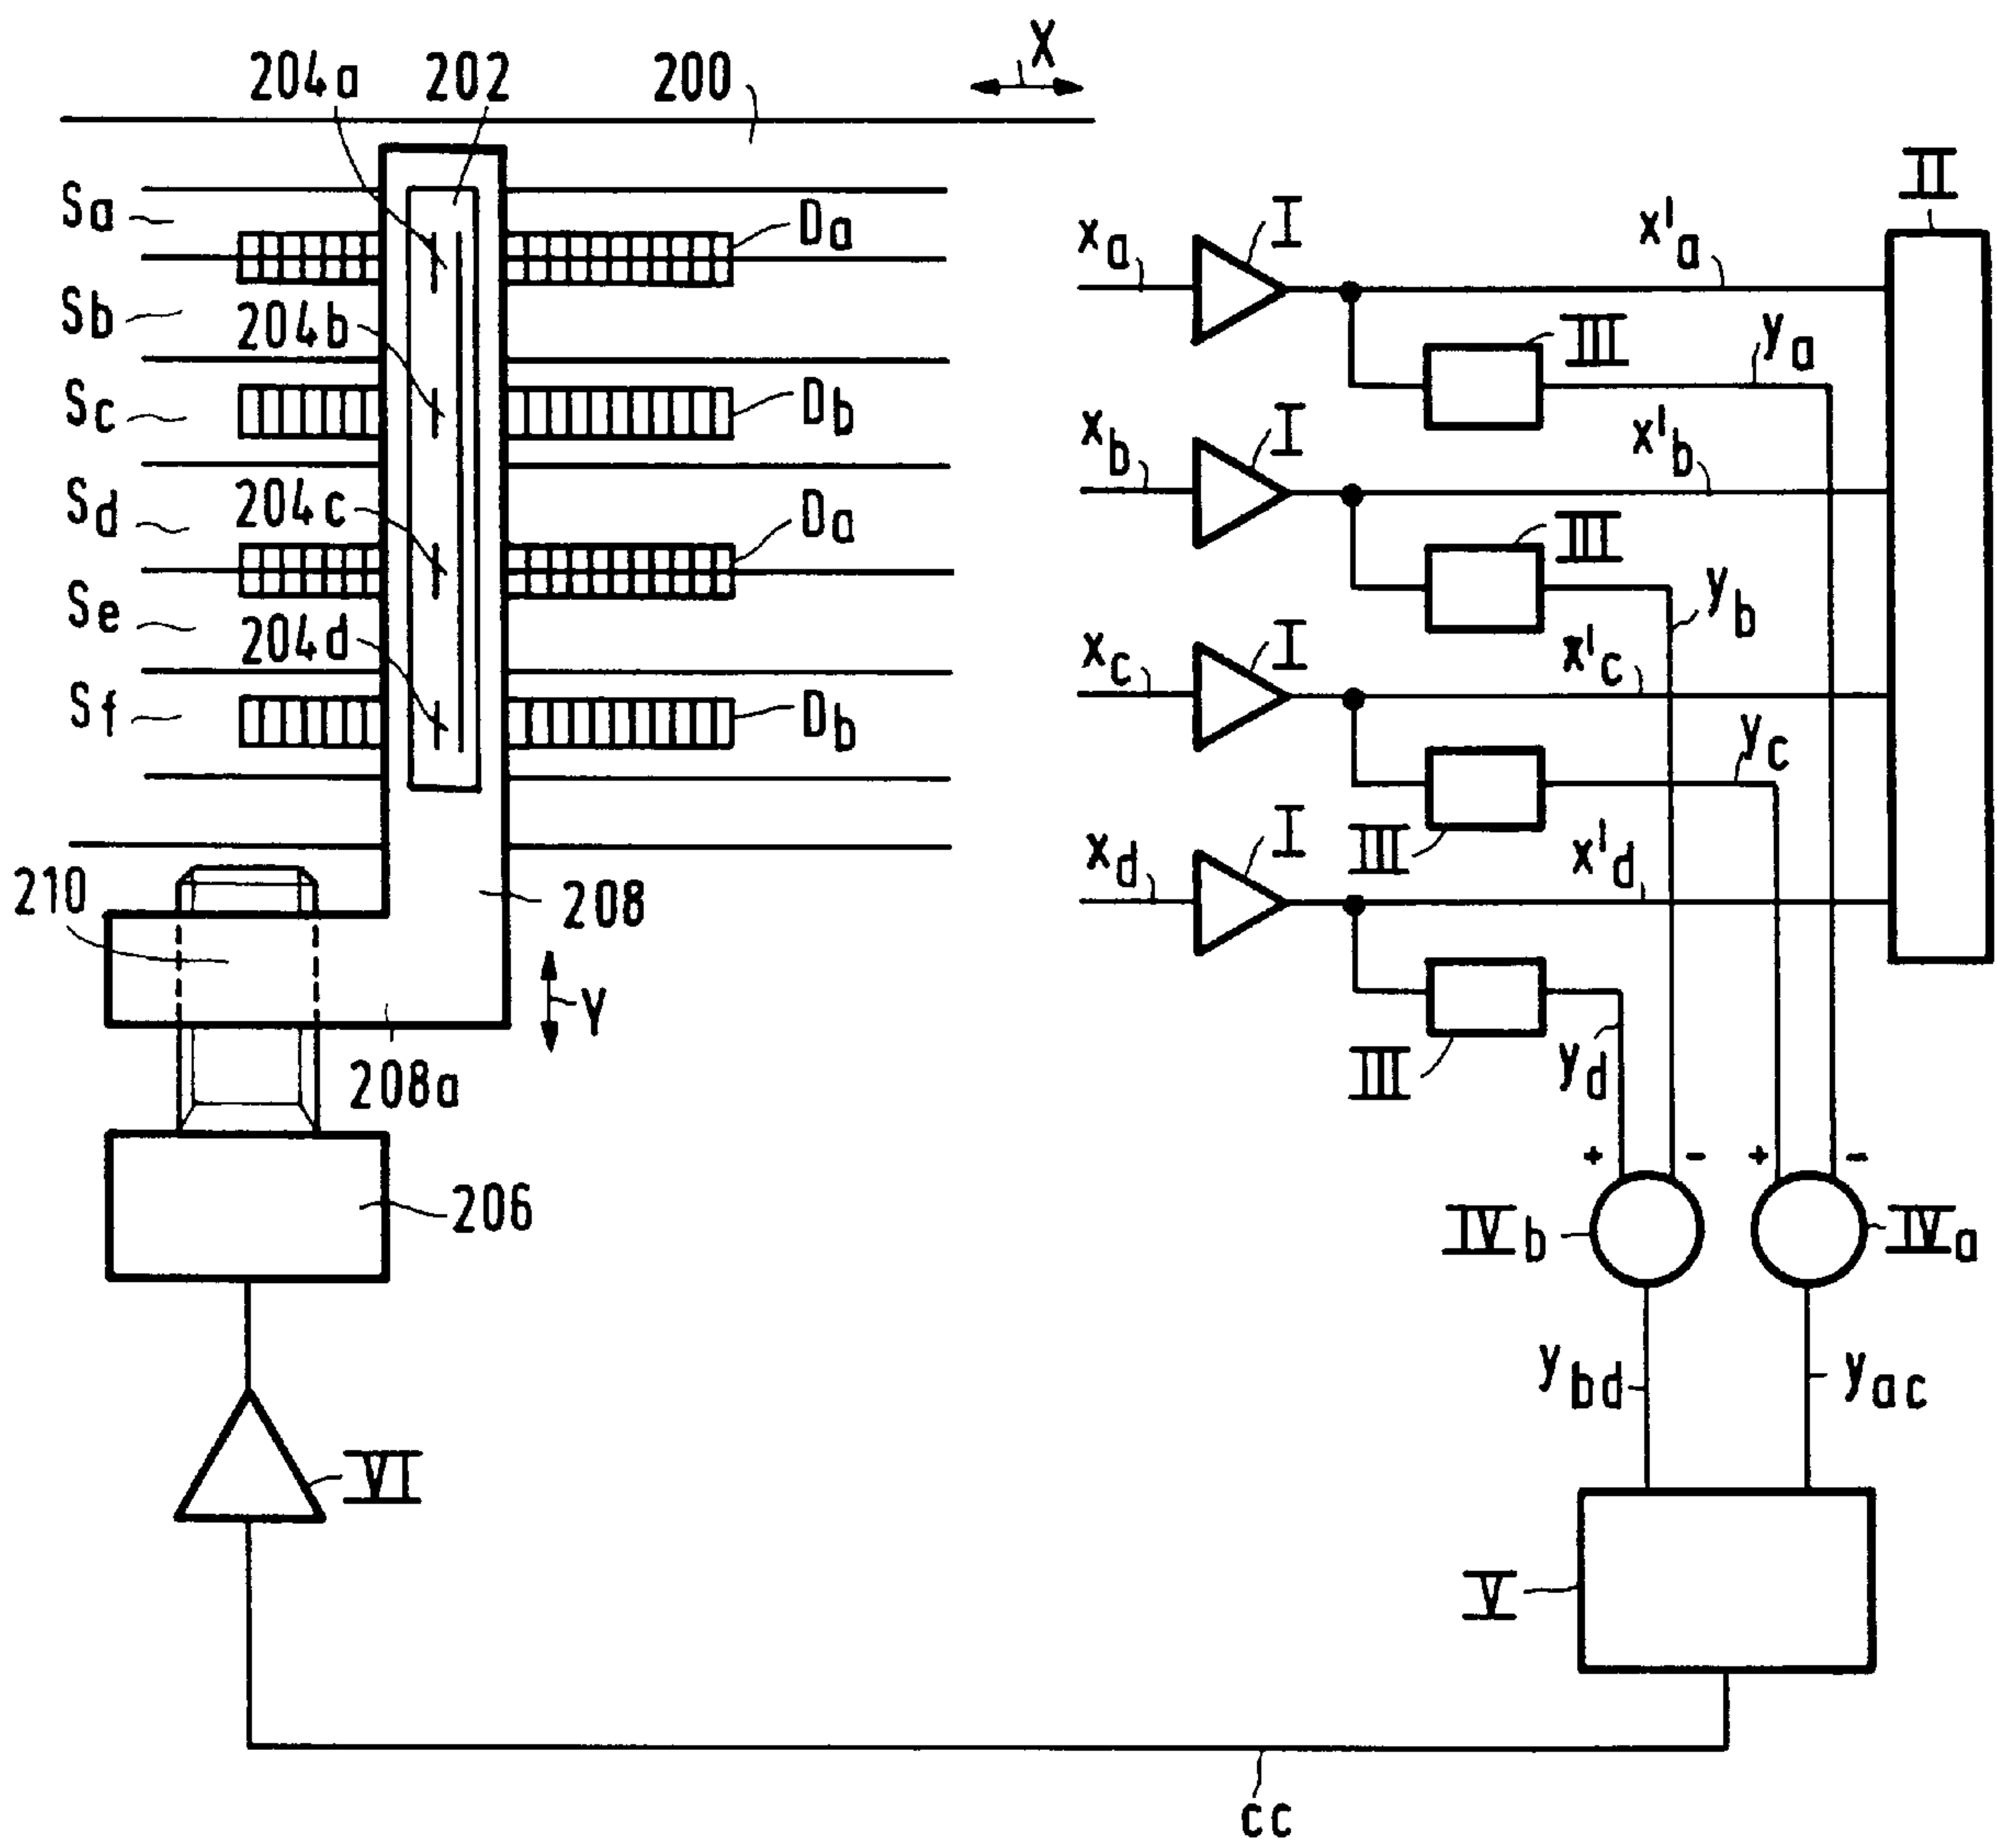 X
204a 202 200
Sa
Da
Sb
204b
Sc
Db
Sd
204c
Da
Se
204d
Sf
Db
210
208
Y
208a
206
VI
II
xa I x'a
III ya
xb I x'b
III yb
xc I x'c
yc
III
xd I x'd
III yd
+ - + -
IVb IVa
ybd yac
V
cc